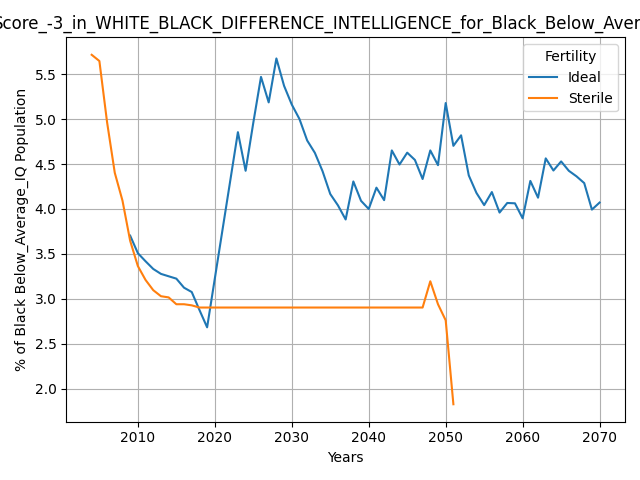 Score_-3_in_WHITE_BLACK_DIFFERENCE_INTELLIGENCE_for_Black_Below_Aver
Fertility
Ideal
Sterile
% of Black Below_Average_IQ Population
5.5
5.0
4.5
4.0
3.5
3.0
2.5
2.0
2010 2020 2030 2040 2050 2060 2070
Years